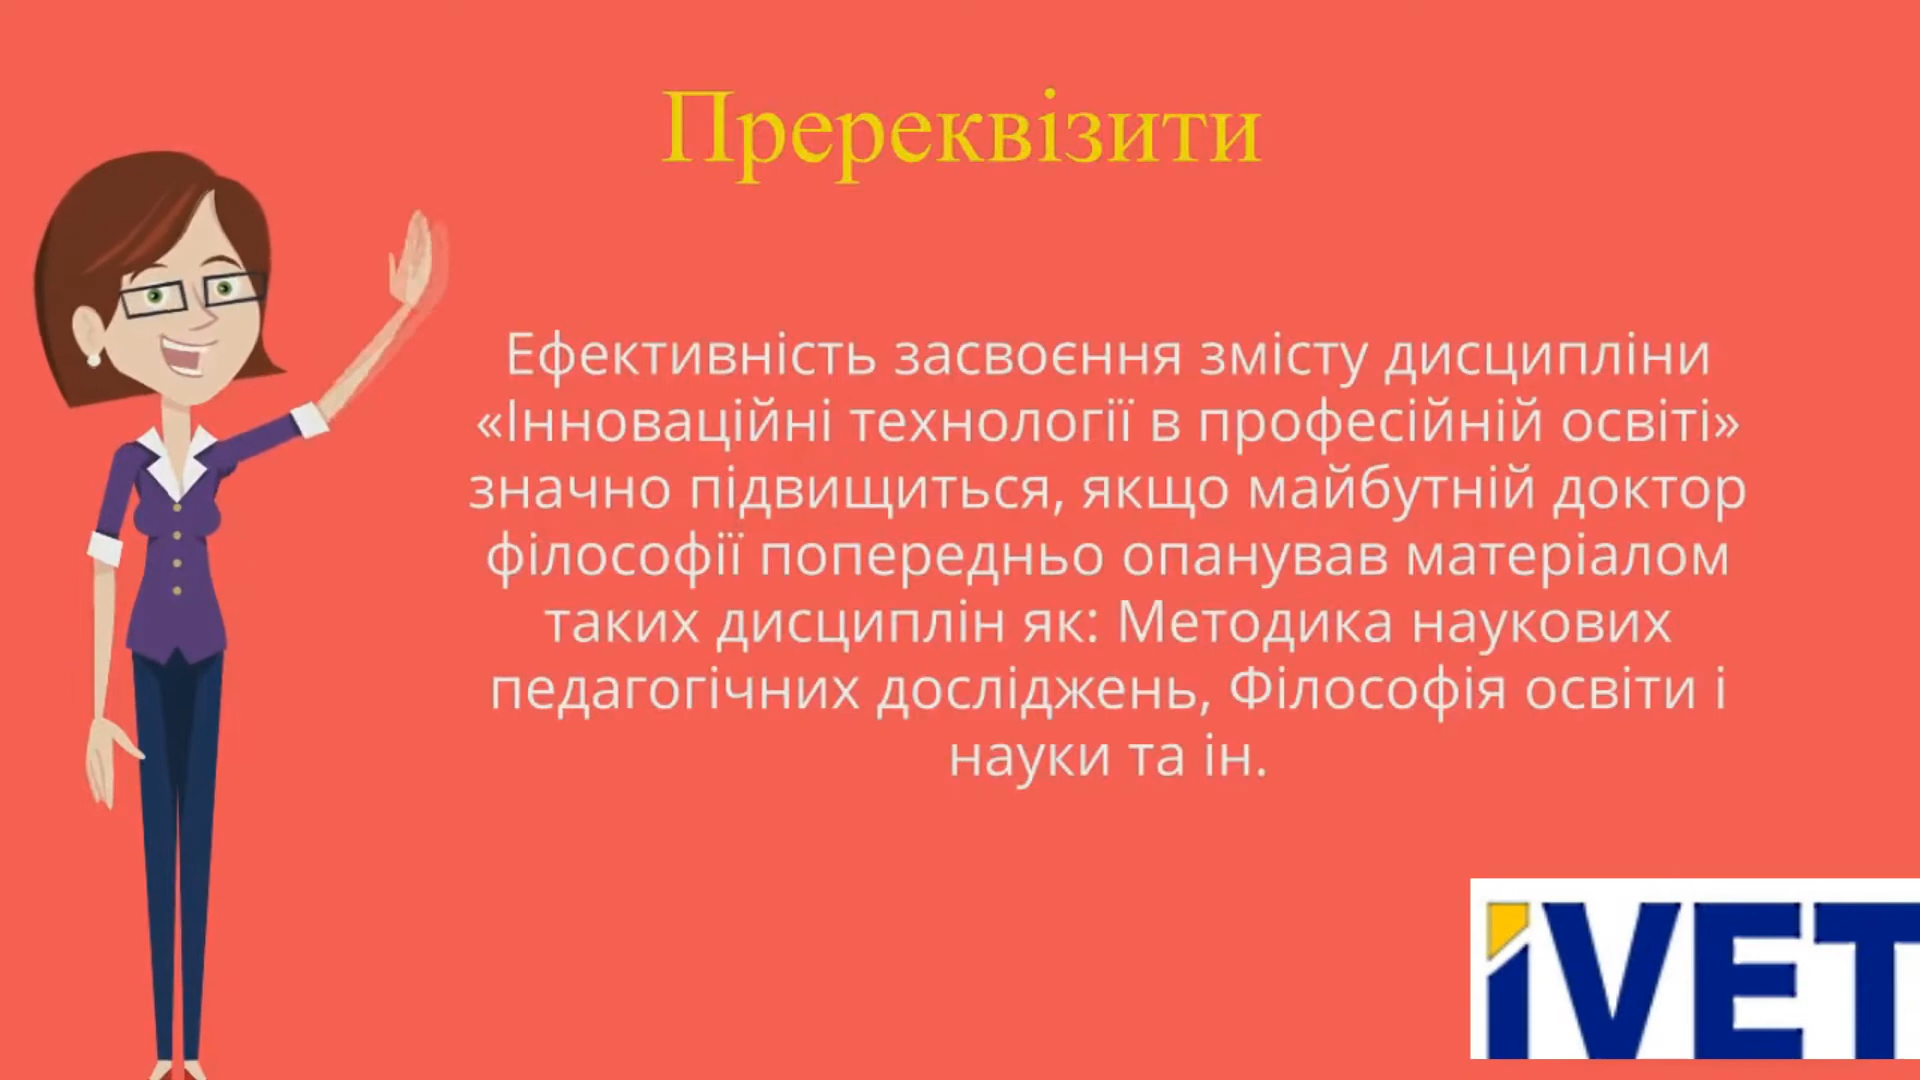 Пререквізити
Ефективність засвоєння змісту дисципліни
«Інноваційні технології в професійній освіті»
значно підвищиться, якщо майбутній доктор
філософії попередньо опанував матеріалом
таких дисциплін як: Методика наукових
педагогічних досліджень, Філософія освіти і
науки та ін.
iVET